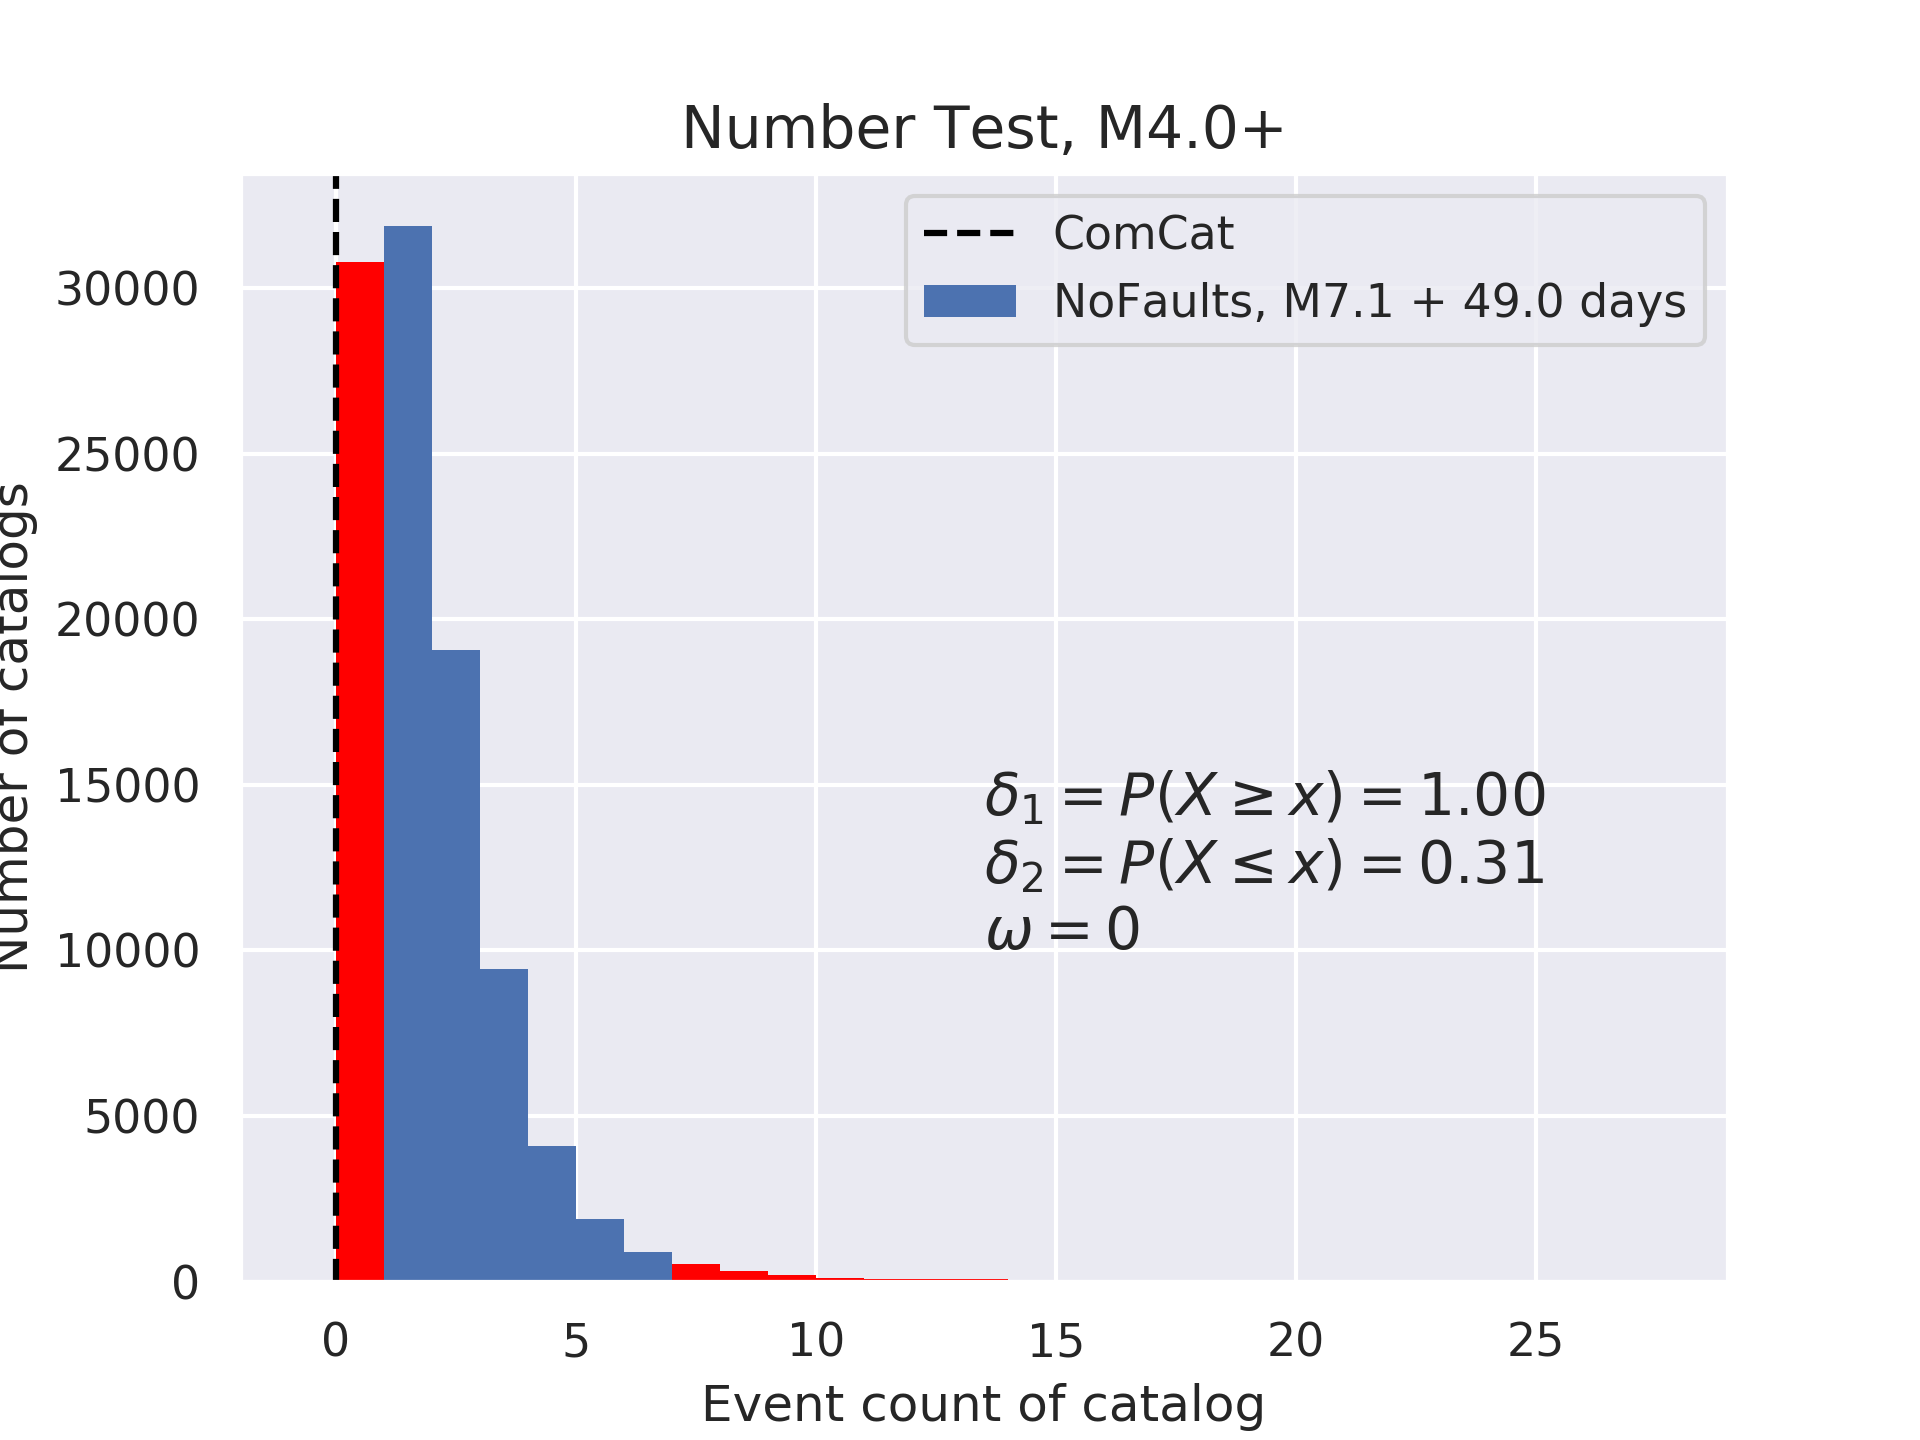 Number Test, M4.0+
ComCat
NoFaults, M7.1 + 49.0 days
30000
25000
20000
15000
10000
5000
0
Number of catalogs
δ₁ = P(X ≥ x) = 1.00
δ₂ = P(X ≤ x) = 0.31
ω = 0
0 5 10 15 20 25
Event count of catalog